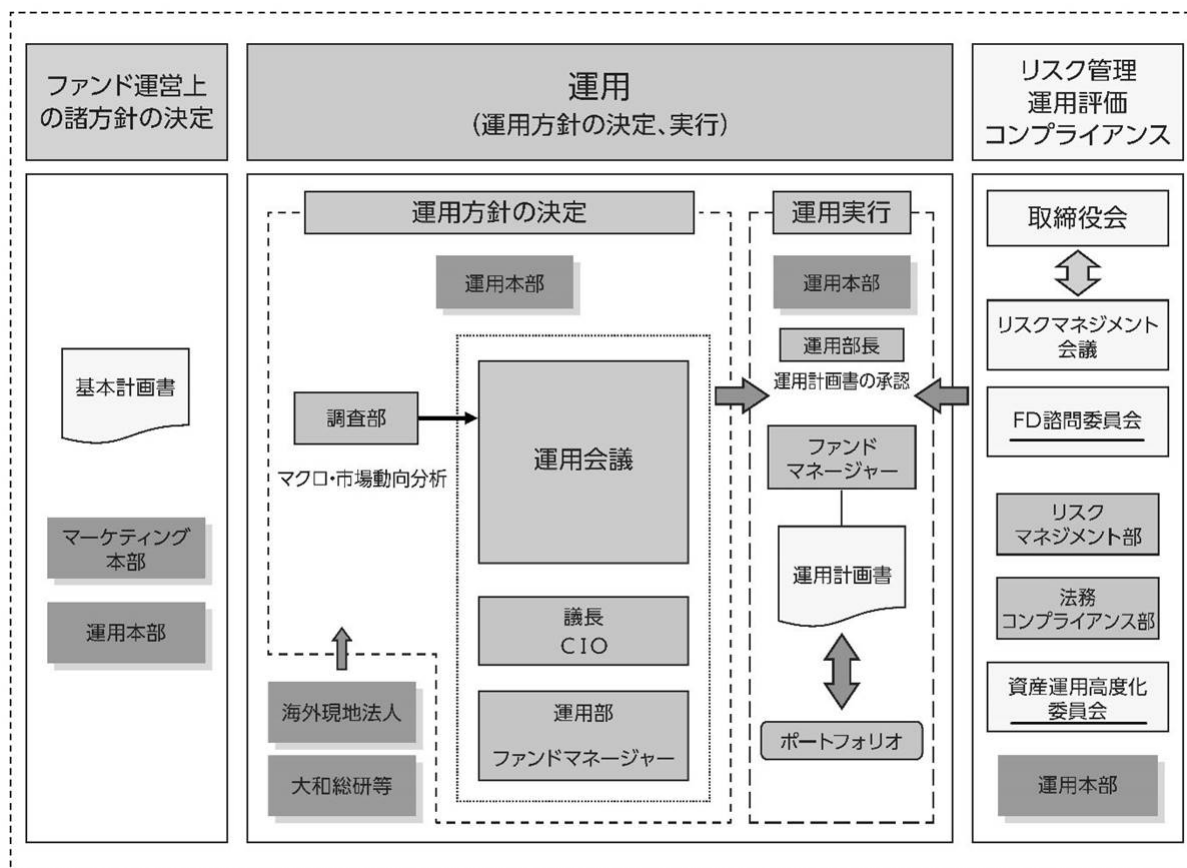 ファンド運営上
の諸方針の決定
運用
(運用方針の決定、実行)
リスク管理
運用評価
コンプライアンス
基本計画書
マーケティング
本部
運用本部
運用方針の決定
運用本部
調査部
マクロ・市場動向分析
運用会議
議長
CIO
運用部
ファンドマネージャー
海外現地法人
大和総研等
運用実行
運用本部
運用部長
運用計画書の承認
ファンド
マネージャー
運用計画書
ポートフォリオ
取締役会
リスクマネジメント
会議
FD諮問委員会
リスク
マネジメント部
法務
コンプライアンス部
資産運用高度化
委員会
運用本部